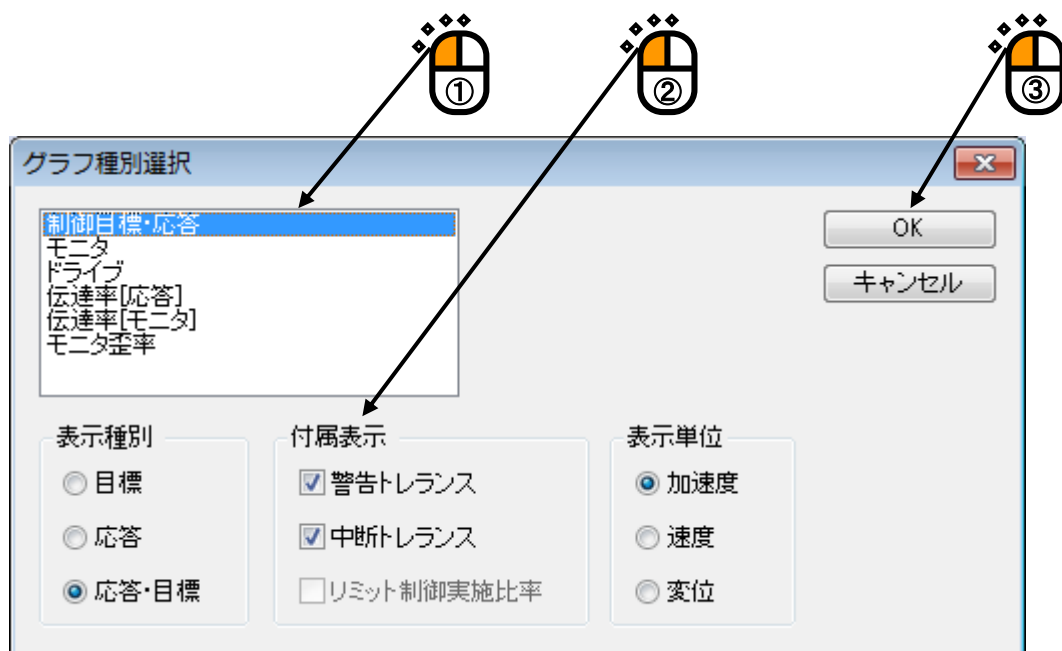 ① ② ③
グラフ種別選択
制御目標・応答
モニタ
ドライブ
伝達率[応答]
伝達率[モニタ]
モニタ歪率
OK
キャンセル
表示種別
目標
応答
応答・目標
付属表示
警告トレランス
中断トレランス
リミット制御実施比率
表示単位
加速度
速度
変位